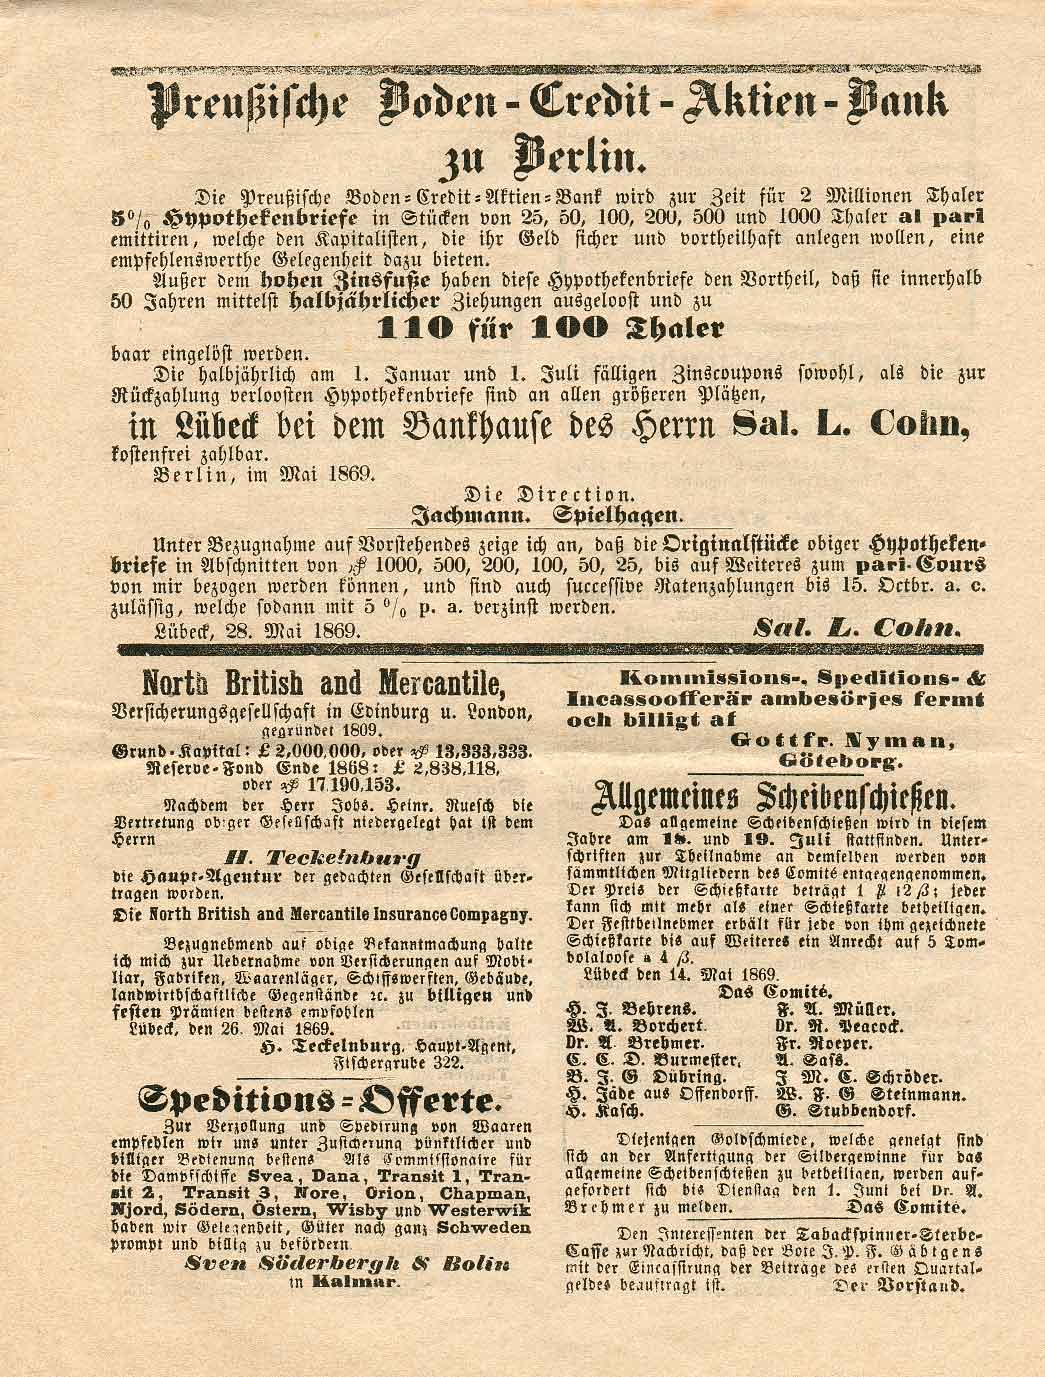 Preußische Boden-Credit-Aktien-Bank
zu Berlin.
Die Preußische Boden-Credit-Aktien-Bank wird zur Zeit für 2 Millionen Thaler
5% Hypothekenbriefe in Stücken von 25, 50, 100, 200, 500 und 1000 Thaler al pari
emittiren, welche den Kapitalisten, die ihr Geld sicher und vortheilhaft anlegen wollen, eine
empfehlenswerthe Gelegenheit dazu bieten.
Außer dem hohen Zinsfuße haben diese Hypothekenbriefe den Vortheil, daß sie innerhalb
50 Jahren mittelst halbjährlicher Ziehungen ausgeloost und zu
110 für 100 Thaler
baar eingelöst werden.
Die halbjährlich am 1. Januar und 1. Juli fälligen Zinscoupons sowohl, als die zur
Rückzahlung verloosten Hypothekenbriefe sind an allen größeren Plätzen,
in Lübeck bei dem Bankhause des Herrn Sal. L. Cohn,
kostenfrei zahlbar.
Berlin, im Mai 1869.
Die Direction.
Jachmann. Spielhagen.
Unter Bezugnahme auf Vorstehendes zeige ich an, daß die Originalstücke obiger Hypotheken-
briefe in Abschnitten von ₰ 1000, 500, 200, 100, 50, 25, bis auf Weiteres zum pari-Cours
von mir bezogen werden können, und sind auch successive Ratenzahlungen bis 15. Octbr. a. c.
zulässig, welche sodann mit 5 % p. a. verzinst werden.
Lübeck, 28. Mai 1869.
Sal. L. Cohn.
North British and Mercantile,
Versicherungsgesellschaft in Edinburg u. London,
gegründet 1809.
Grund-Kapital: £ 2,000,000, oder ₰ 13,333,333.
Reserve-Fond Ende 1868: £ 2,838,118,
oder ₰ 17 190,153.
Nachdem der Herr Johs. Heinr. Ruesch die
Vertretung obiger Gesellschaft niedergelegt hat ist dem
Herrn
H. Teckelnburg
die Haupt-Agentur der gedachten Gesellschaft über-
tragen worden.
Die North British and Mercantile Insurance Compagny.
Bezugnehmend auf obige Bekanntmachung halte
ich mich zur Uebernahme von Versicherungen auf Mobi-
liar, Fabriken, Waarenläger, Schiffswerften, Gebäude,
landwirthschaftliche Gegenstände ꝛc. zu billigen und
festen Prämien bestens empfohlen
Lübeck, den 26. Mai 1869.
H. Teckelnburg, Haupt-Agent,
Fischergrube 322.
Speditions-Offerte.
Zur Verzollung und Spedirung von Waaren
empfehlen wir uns unter Zusicherung pünktlicher und
billiger Bedienung bestens Als Commissionaire für
die Dampfschiffe Svea, Dana, Transit 1, Tran-
sit 2, Transit 3, Nore, Orion, Chapman,
Njord, Södern, Östern, Wisby und Westerwik
haben wir Gelegenheit, Güter nach ganz Schweden
prompt und billig zu befördern.
Sven Söderbergh & Bolin
in Kalmar.
Kommissions-, Speditions- &
Incassoofferär ambesörjes fermt
och billigt af
Gottfr. Nyman,
Göteborg.
Allgemeines Scheibenschießen.
Das allgemeine Scheibenschießen wird in diesem
Jahre am 18. und 19. Juli stattfinden. Unter-
schriften zur Theilnahme an demselben werden von
sämmtlichen Mitgliedern des Comité entgegengenommen.
Der Preis der Schießkarte beträgt 1 ₰ 12 ß; jeder
kann sich mit mehr als einer Schießkarte betheiligen.
Der Festtheilnehmer erhält für jede von ihm gezeichnete
Schießkarte bis auf Weiteres ein Anrecht auf 5 Tom-
bolaloose a 4 ß.
Lübeck den 14. Mai 1869.
Das Comité.
H. J. Behrens. F. A. Müller.
W. A. Borchert. Dr. R. Peacock.
Dr. A. Brehmer. Fr. Roeper.
C. C. D. Burmester, A. Saß.
B. J. G Dühring. J M. C. Schröder.
H. Jäde aus Offendorff. W. F. G Steinmann.
H. Kasch. G. Stubbendorf.
Diejenigen Goldschmiede, welche geneigt sind
sich an der Anfertigung der Silbergewinne für das
allgemeine Scheibenschießen zu betheiligen, werden auf-
gefordert sich bis Dienstag den 1. Juni bei Dr. A.
Brehmer zu melden. Das Comité.
Den Interessenten der Tabackspinner-Sterbe-
Casse zur Nachricht, daß der Bote J. P. F. Gäbtgens
mit der Eincassirung der Beiträge des ersten Quartal-
geldes beauftragt ist. Der Vorstand.